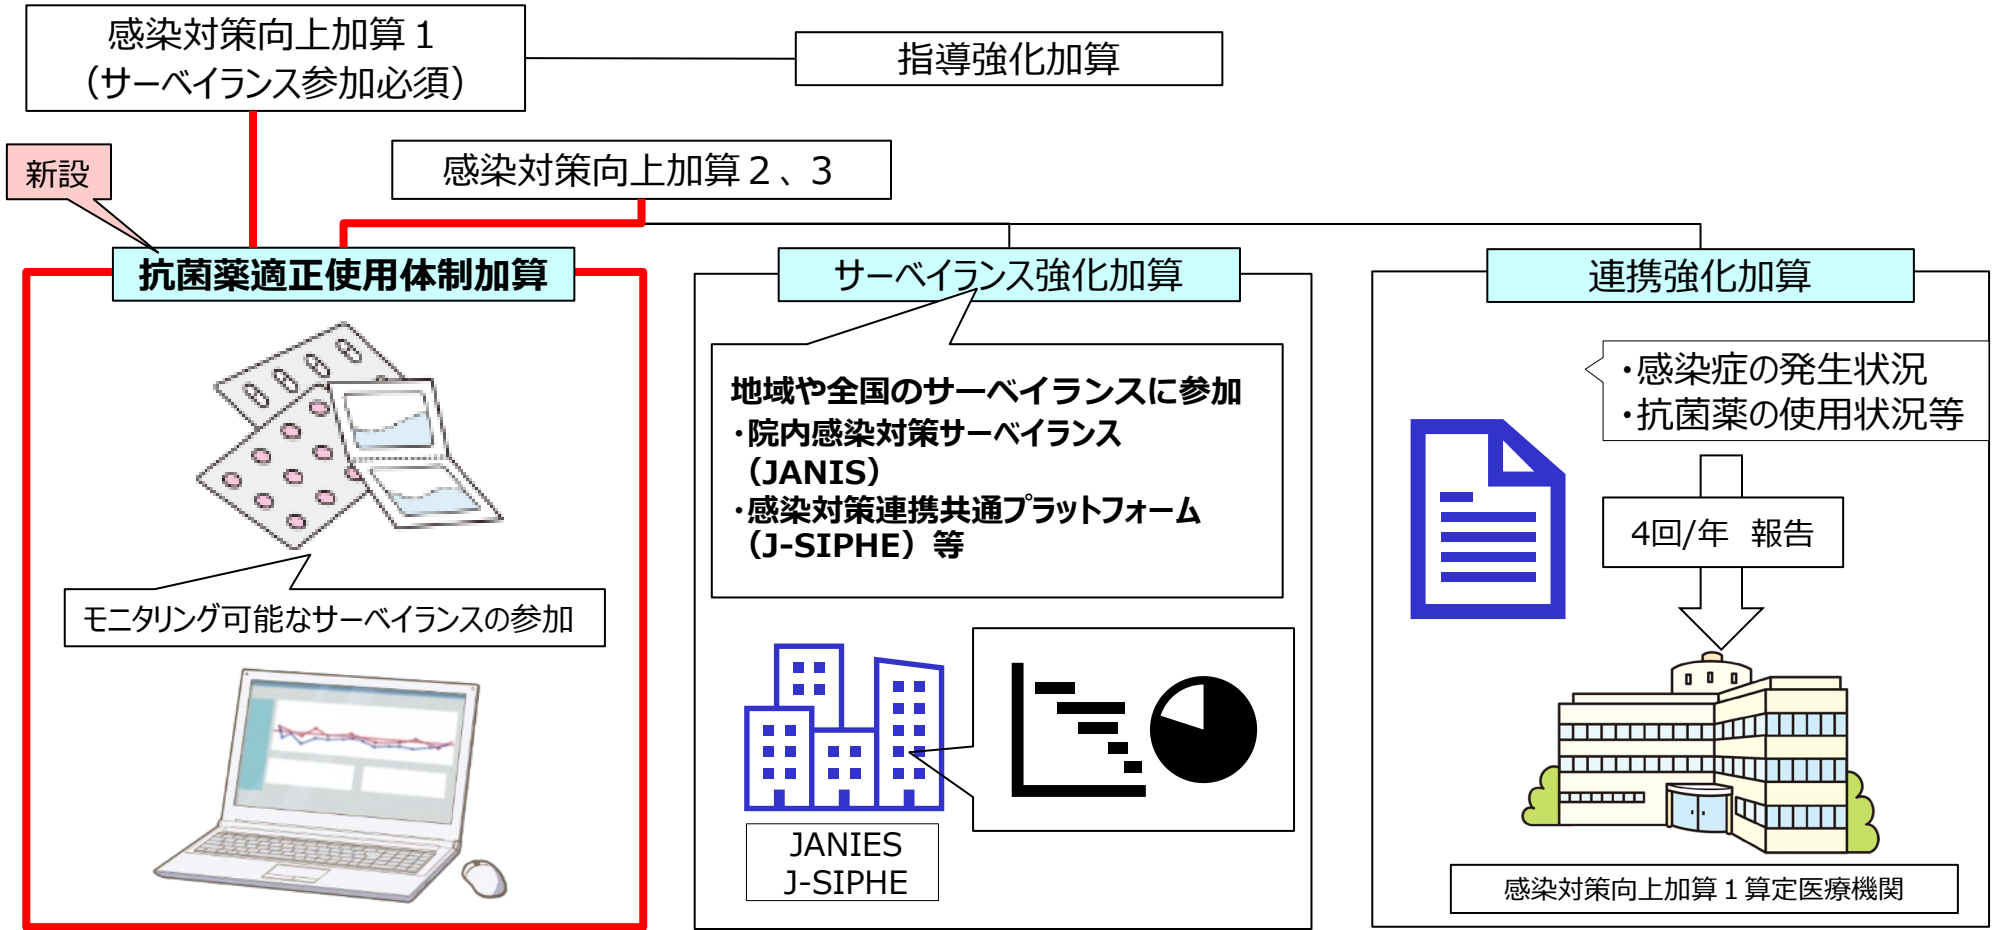 感染対策向上加算１
（サーベイランス参加必須）
指導強化加算
新設
感染対策向上加算２、３
抗菌薬適正使用体制加算
モニタリング可能なサーベイランスの参加
サーベイランス強化加算
地域や全国のサーベイランスに参加
・院内感染対策サーベイランス
（JANIS）
・感染対策連携共通プラットフォーム
（J-SIPHE）等
JANIES
J-SIPHE
連携強化加算
・感染症の発生状況
・抗菌薬の使用状況等
4回/年 報告
感染対策向上加算１算定医療機関